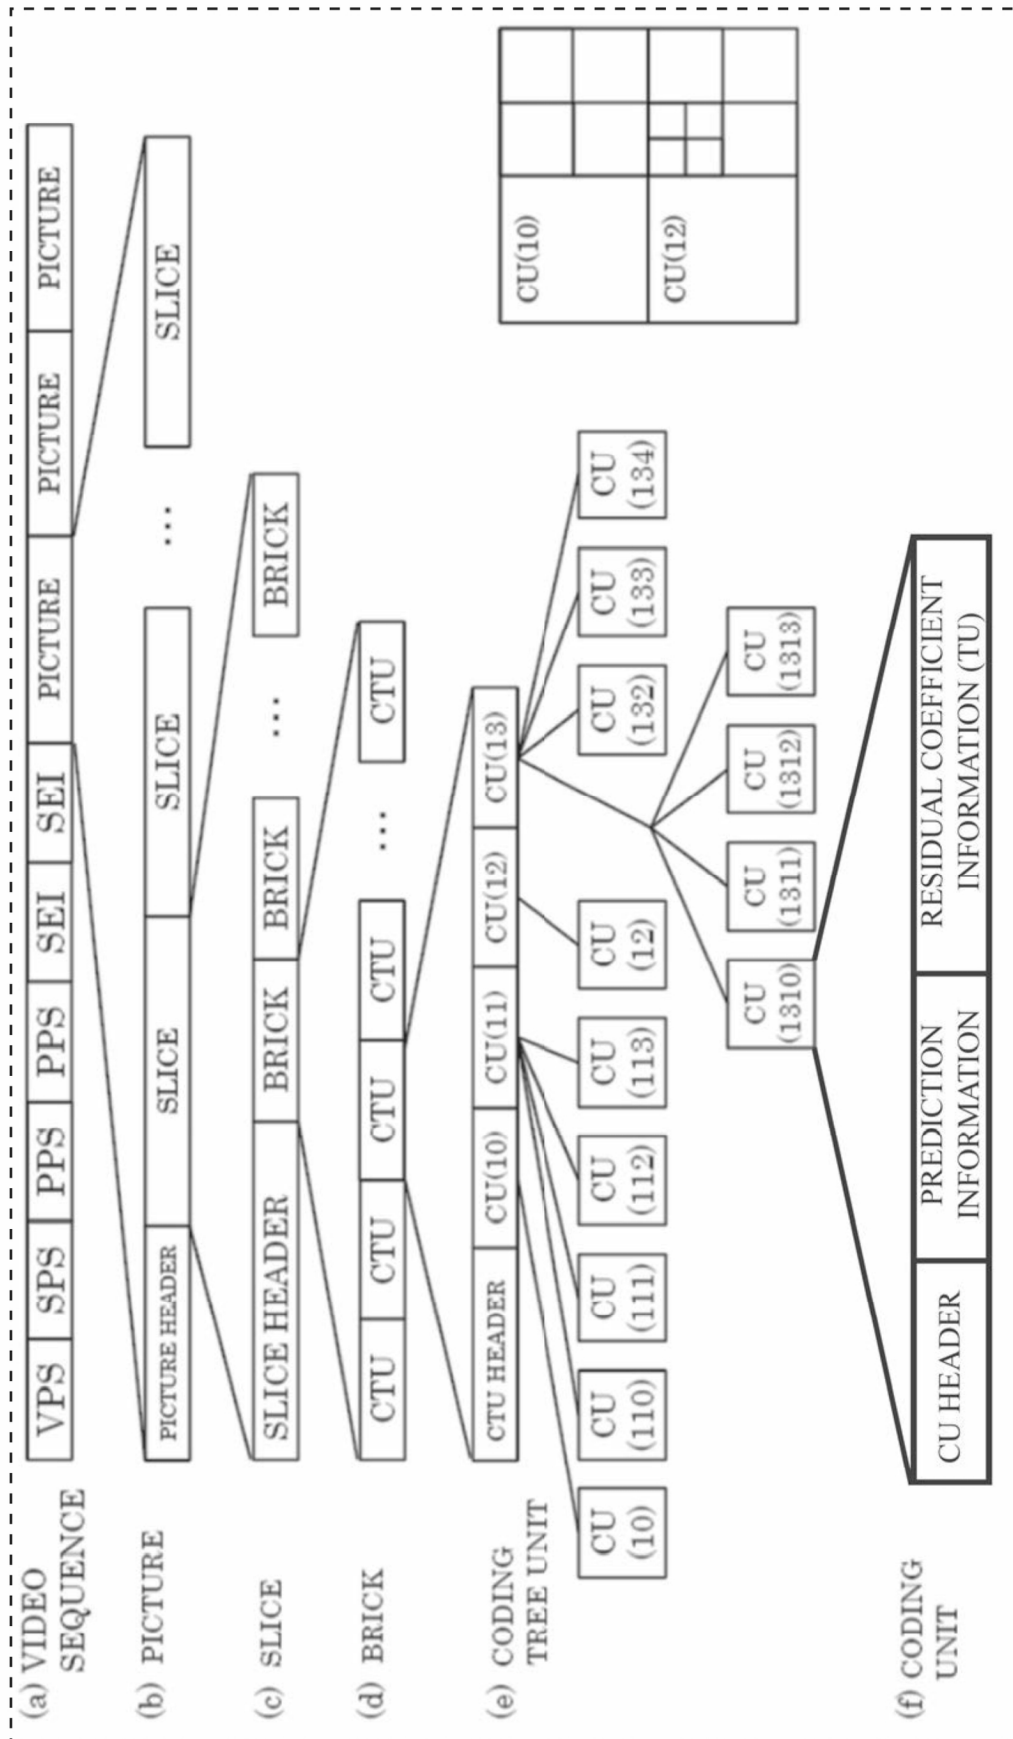 (a) VIDEO
SEQUENCE
VPS
SPS
PPS
PPS
SEI
SEI
PICTURE
PICTURE
PICTURE
(b) PICTURE
PICTURE HEADER
SLICE
SLICE
...
SLICE
(c) SLICE
SLICE HEADER
BRICK
BRICK
...
BRICK
(d) BRICK
CTU
CTU
CTU
CTU
...
CTU
(e) CODING
TREE UNIT
CTU HEADER
CU(10)
CU(11)
CU(12)
CU(13)
CU
(10)
CU
(110)
CU
(111)
CU
(112)
CU
(113)
CU
(12)
CU
(132)
CU
(133)
CU
(134)
CU
(1310)
CU
(1311)
CU
(1312)
CU
(1313)
CU(10)
CU(12)
(f) CODING
UNIT
CU HEADER
PREDICTION
INFORMATION
RESIDUAL COEFFICIENT
INFORMATION (TU)